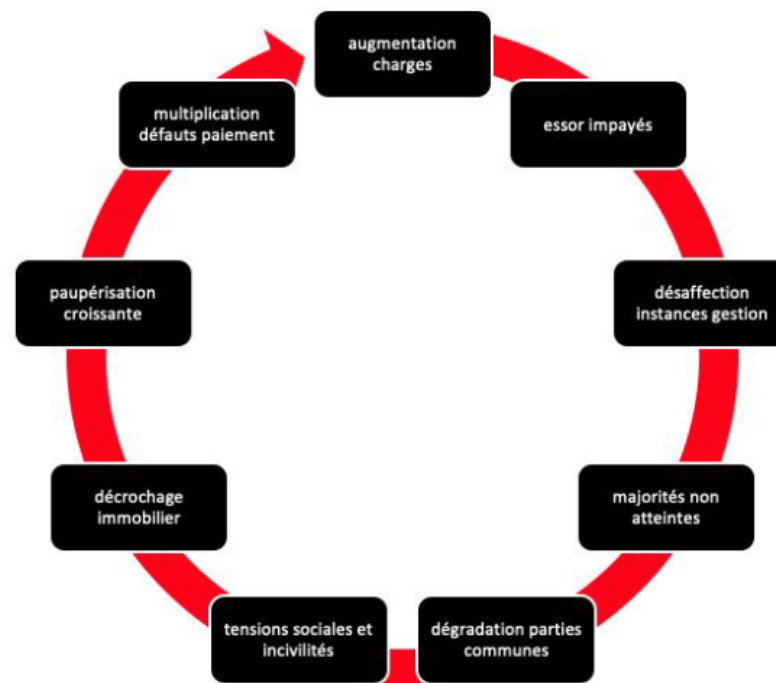 augmentation
charges
essor impayés
désaffection
instances gestion
majorités non
atteintes
dégradation parties
communes
tensions sociales et
incivilités
décrochage
immobilier
paupérisation
croissante
multiplication
défauts paiement